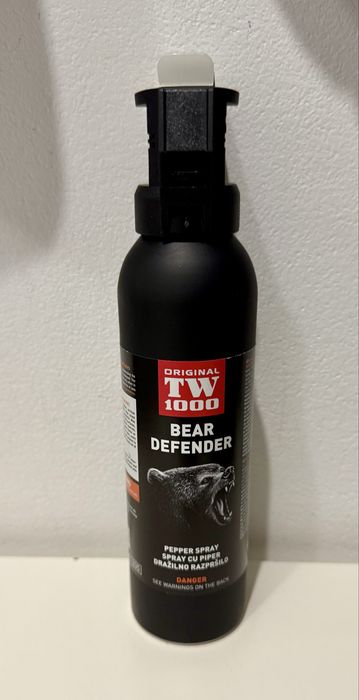 ORIGINAL
TW
1000
BEAR
DEFENDER
PEPPER SPRAY
SPRAY CU PIPER
DRAŽILNO RAZPRŠILO
DANGER
SEE WARNINGS ON THE BACK